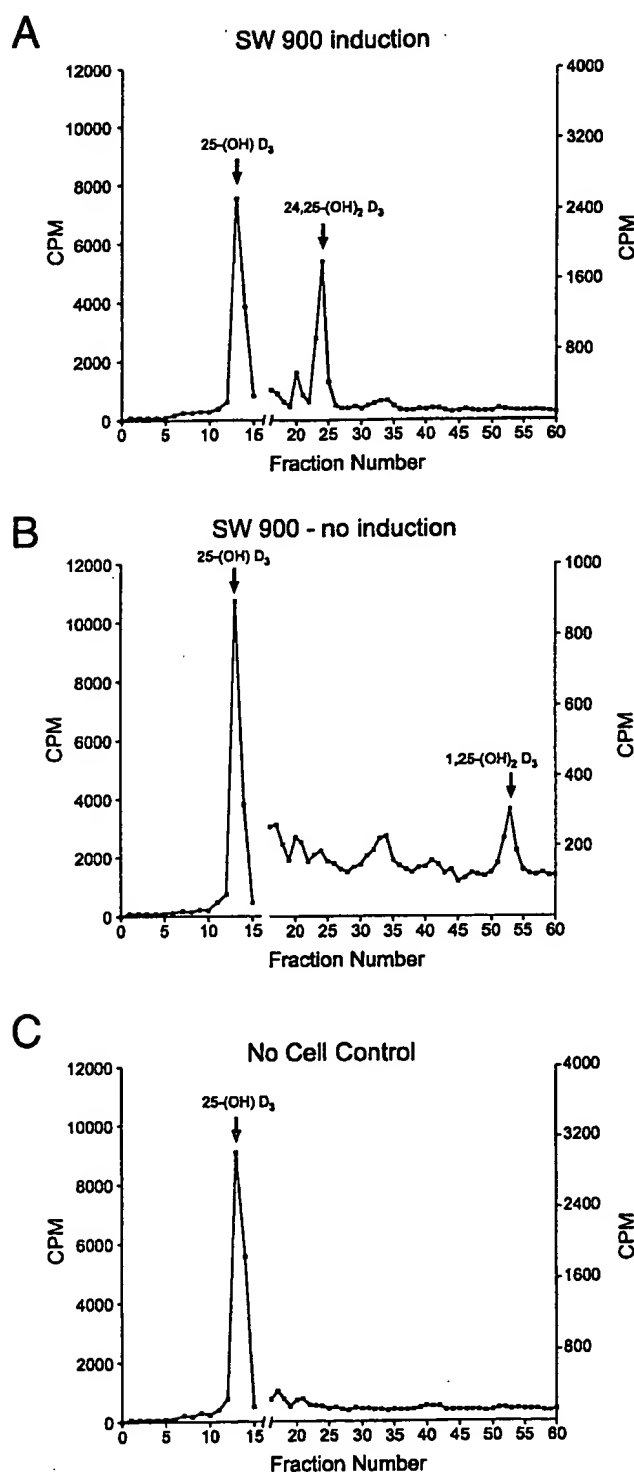 A
SW 900 induction
12000
10000
8000
6000
4000
2000
0
CPM
25-(OH) D₃
24,25-(OH)₂ D₃
4000
3200
2400
1600
800
CPM
0 5 10 15 20 25 30 35 40 45 50 55 60
Fraction Number
B
SW 900 - no induction
12000
10000
8000
6000
4000
2000
0
CPM
25-(OH) D₃
1,25-(OH)₂ D₃
1000
800
600
400
200
CPM
0 5 10 15 20 25 30 35 40 45 50 55 60
Fraction Number
C
No Cell Control
12000
10000
8000
6000
4000
2000
0
CPM
25-(OH) D₃
4000
3200
2400
1600
800
CPM
0 5 10 15 20 25 30 35 40 45 50 55 60
Fraction Number